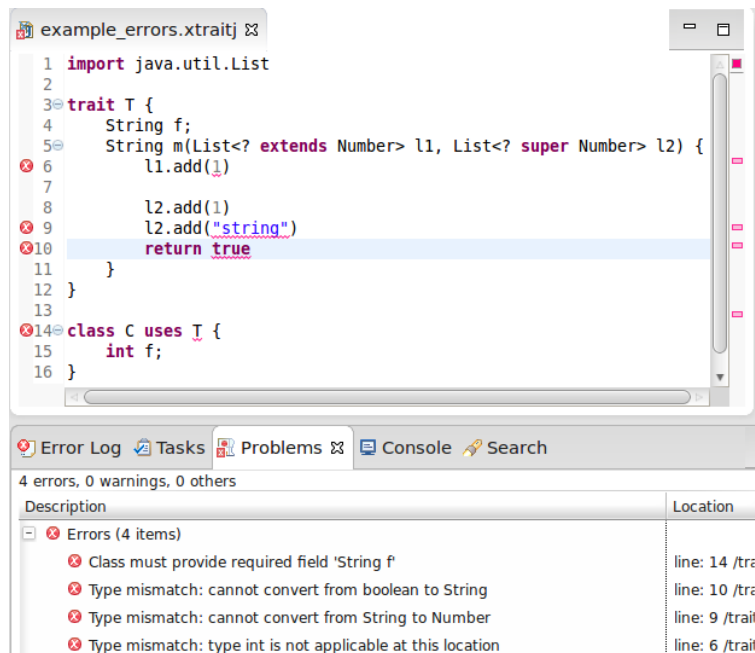 example_errors.xtraitj
1 import java.util.List
2
3 trait T {
4 String f;
5 String m(List<? extends Number> l1, List<? super Number> l2) {
6 l1.add(1)
7
8 l2.add(1)
9 l2.add("string")
10 return true
11 }
12 }
13
14 class C uses T {
15 int f;
16 }
Error Log Tasks Problems Console Search
4 errors, 0 warnings, 0 others
Description Location
Errors (4 items)
Class must provide required field 'String f' line: 14 /tra
Type mismatch: cannot convert from boolean to String line: 10 /tra
Type mismatch: cannot convert from String to Number line: 9 /trait
Type mismatch: type int is not applicable at this location line: 6 /trait